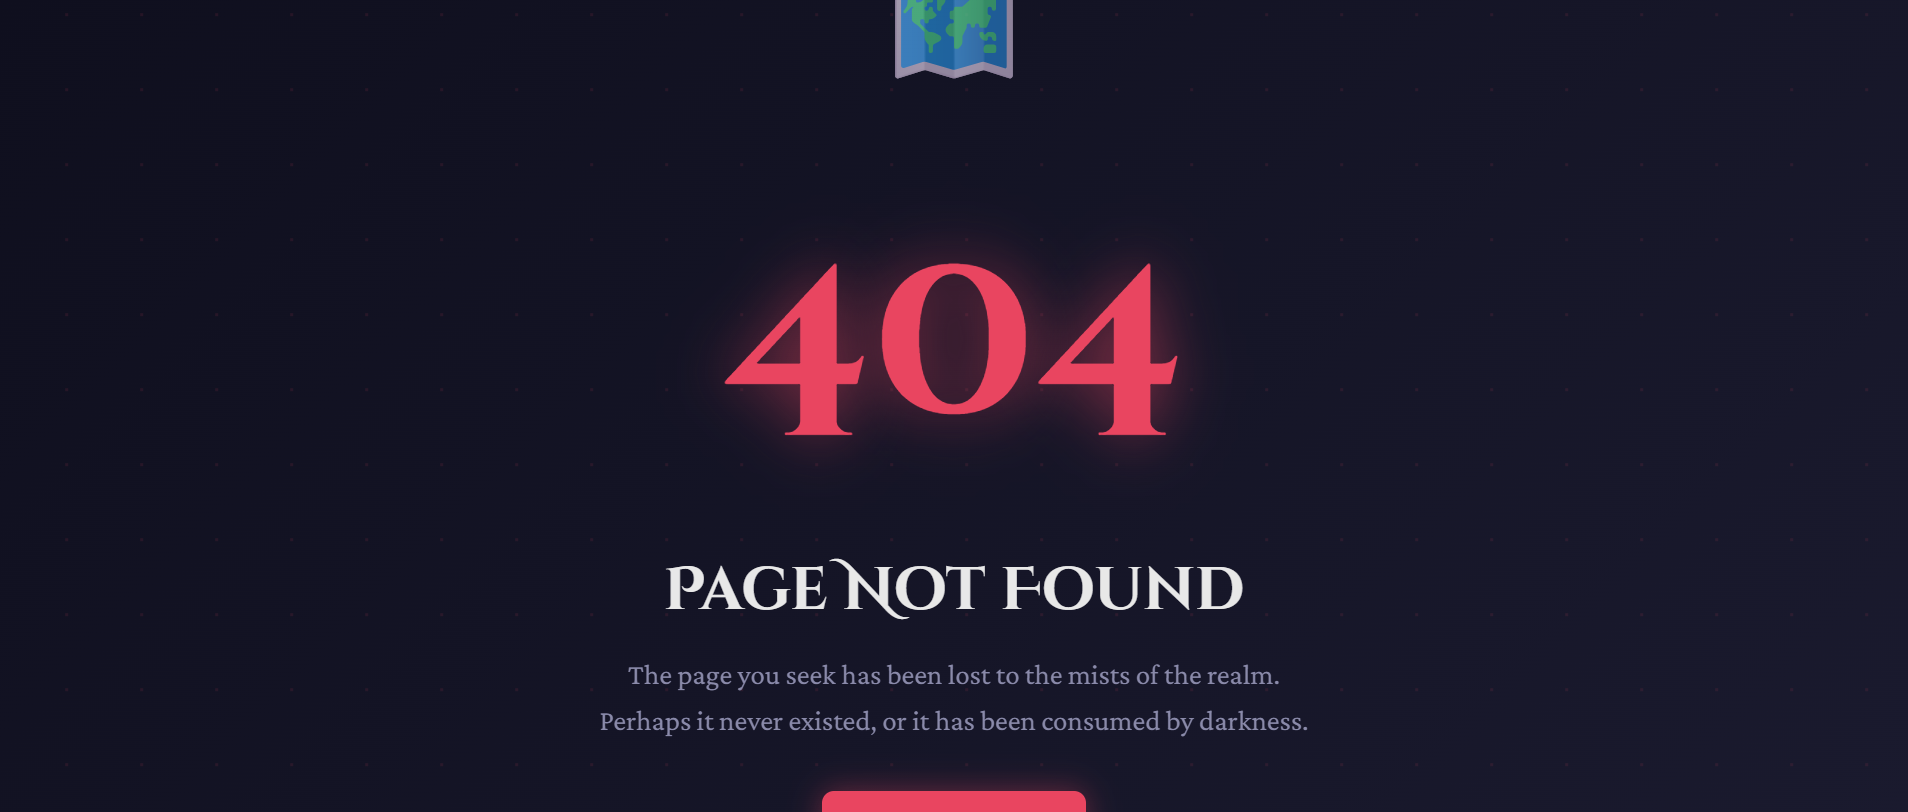 404
Page Not Found
The page you seek has been lost to the mists of the realm.
Perhaps it never existed, or it has been consumed by darkness.